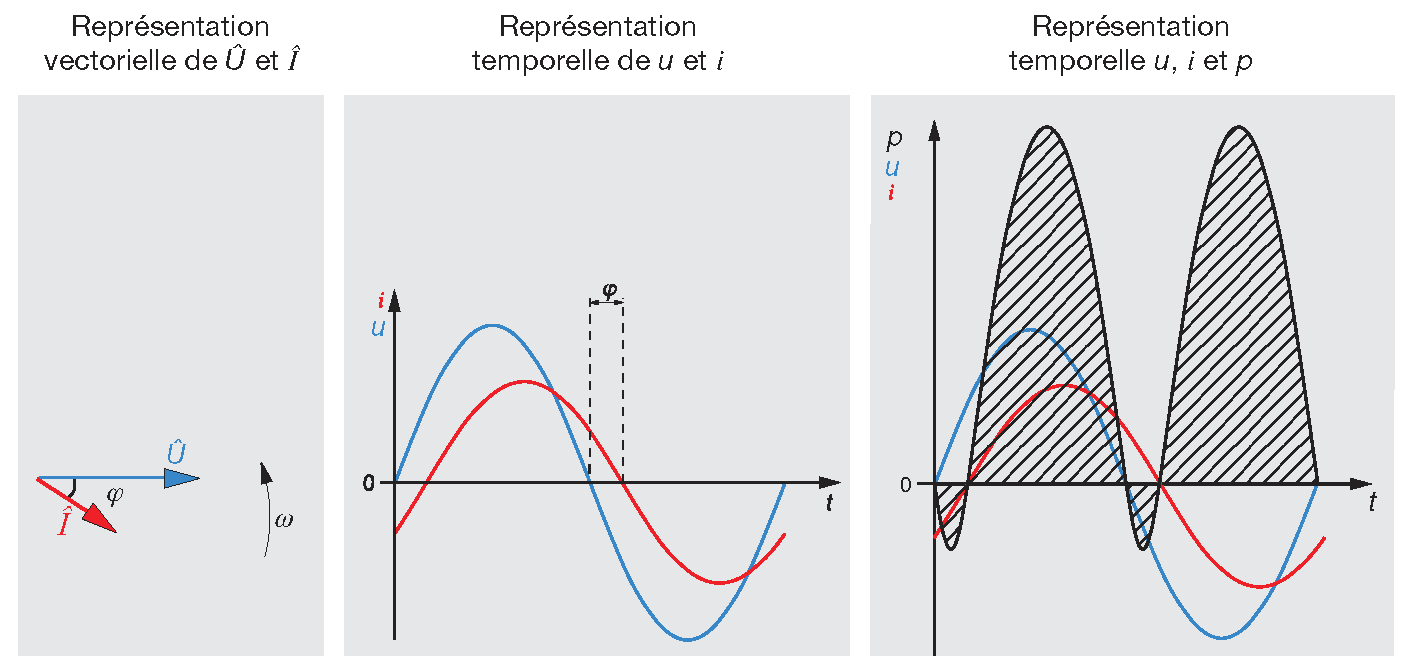 Représentation
vectorielle de Û et Î
Représentation
temporelle de u et i
Représentation
temporelle u, i et p
Û
φ
Î
ω
i
u
φ
0
t
p
u
i
0
t